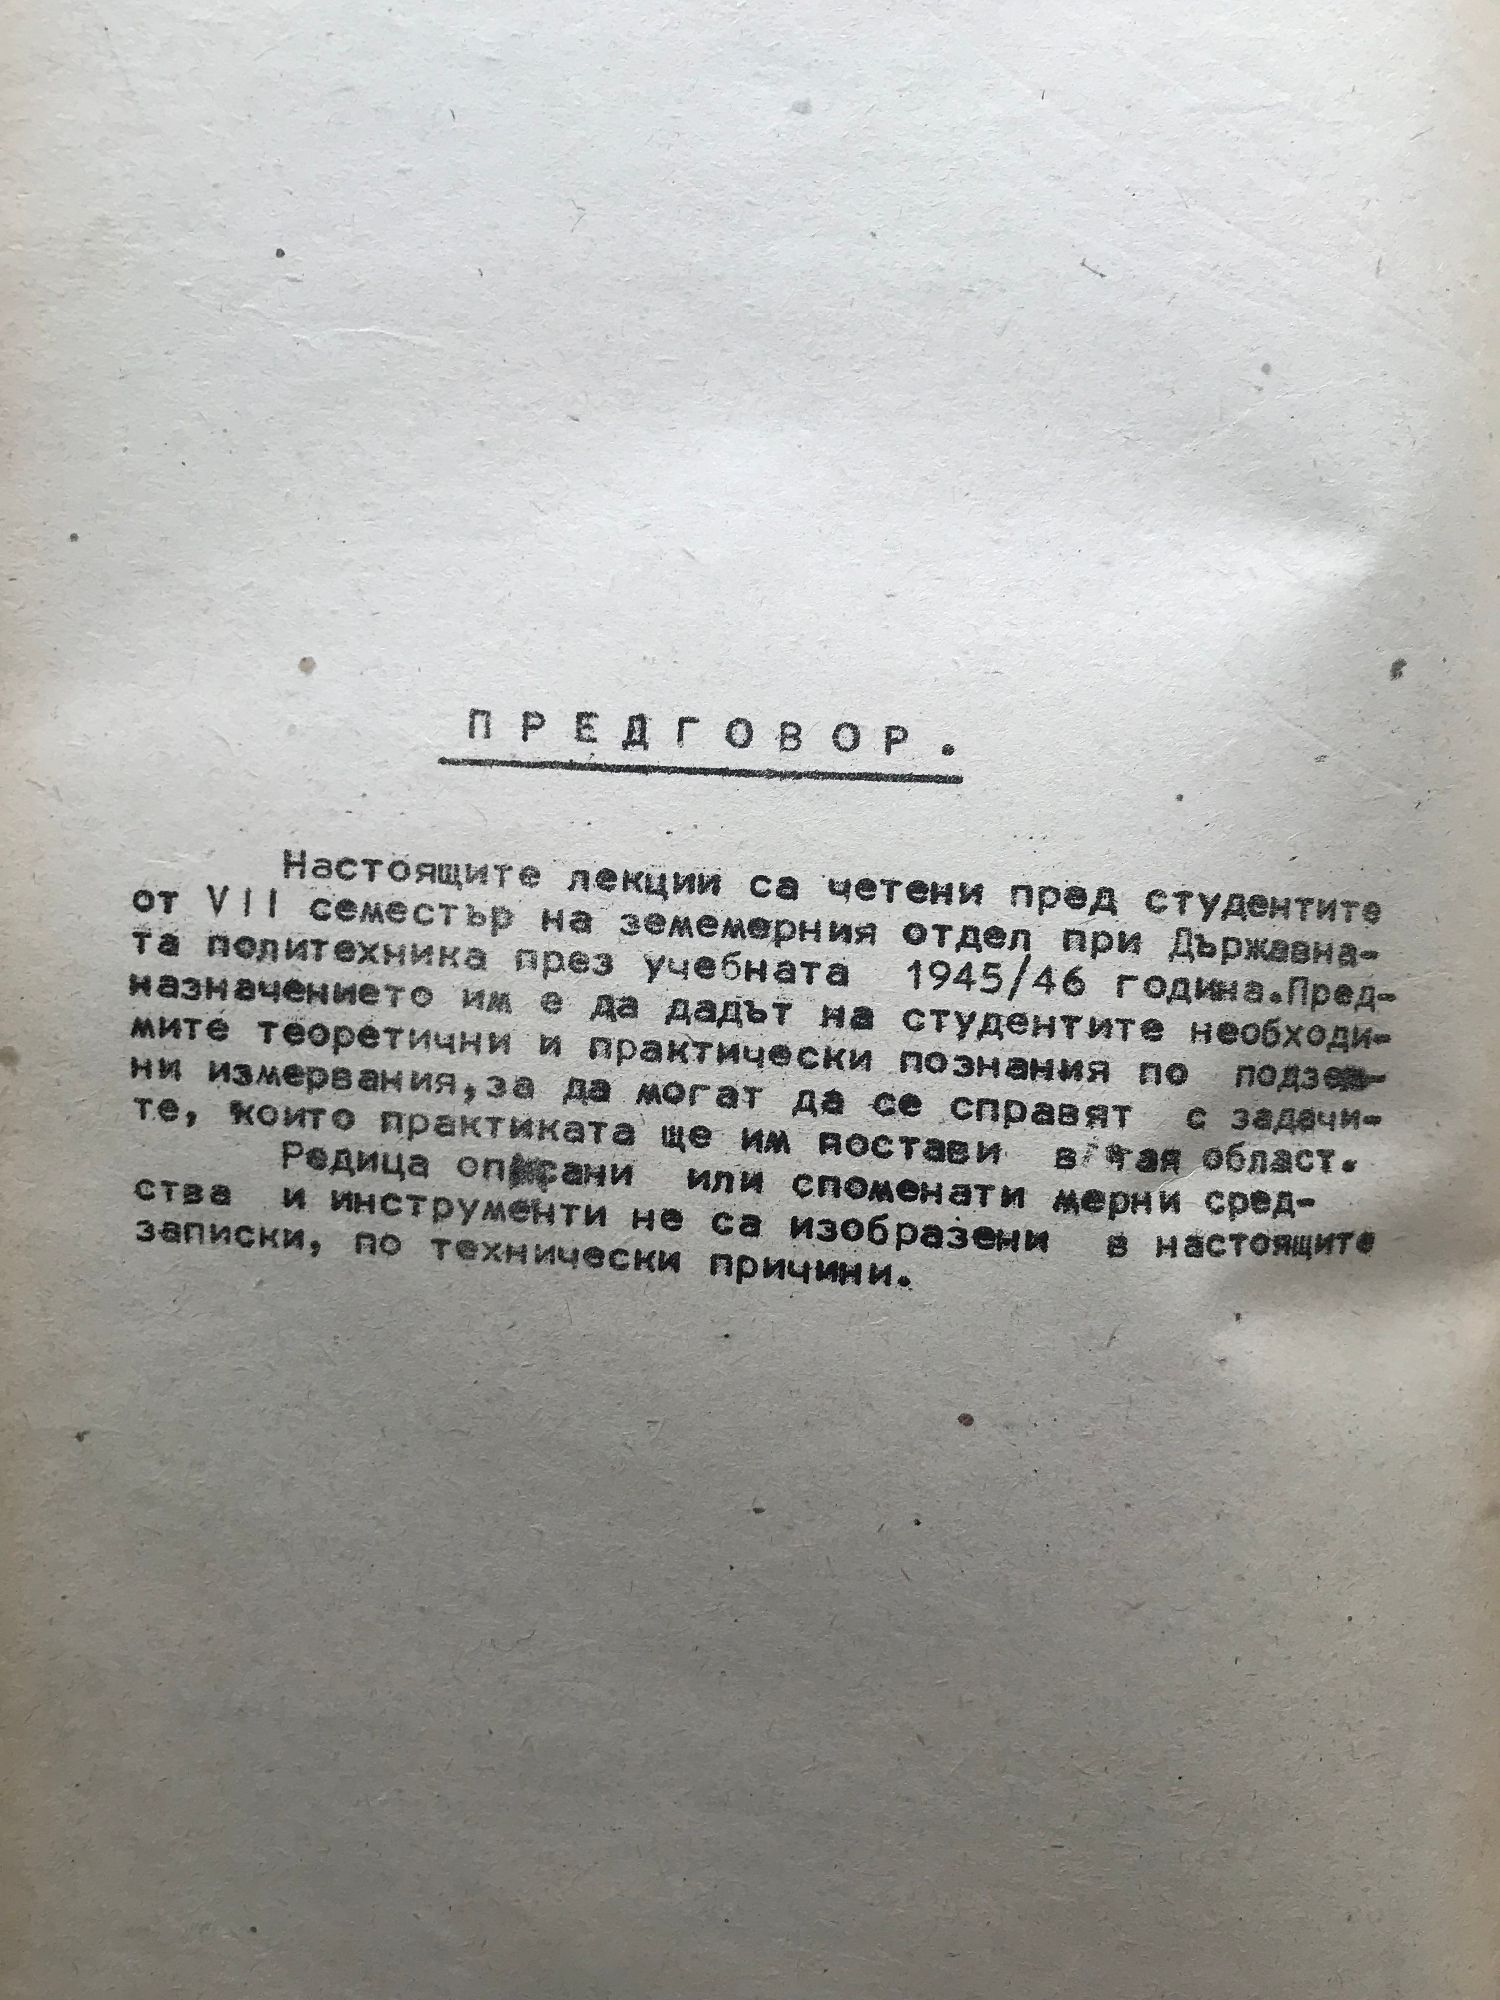 ПРЕДГОВОР.
Настоящите лекции са четени пред студентите
от VII семестър на земемерния отдел при Държавна-
та политехника през учебната 1945/46 година.Пред-
назначението им е да дадът на студентите необходи-
мите теоретични и практически познания по подзем-
ни измервания,за да могат да се справят с задачи-
те, които практиката ще им постави в тая област.
Редица описани или споменати мерни сред-
ства и инструменти не са изобразени в настоящите
записки, по технически причини.